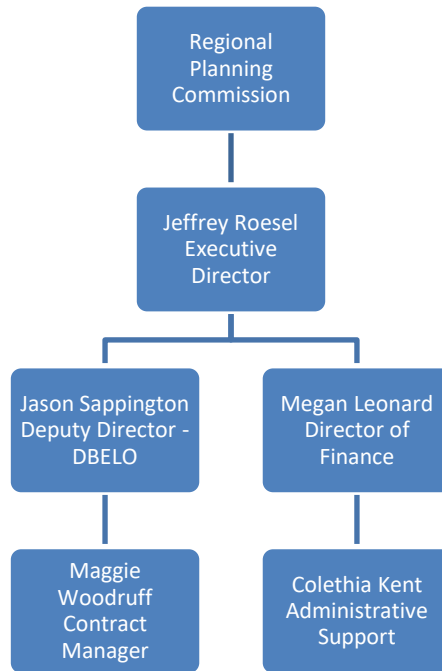 Regional
Planning
Commission
Jeffrey Roesel
Executive
Director
Jason Sappington
Deputy Director -
DBELO
Megan Leonard
Director of
Finance
Maggie
Woodruff
Contract
Manager
Colethia Kent
Administrative
Support